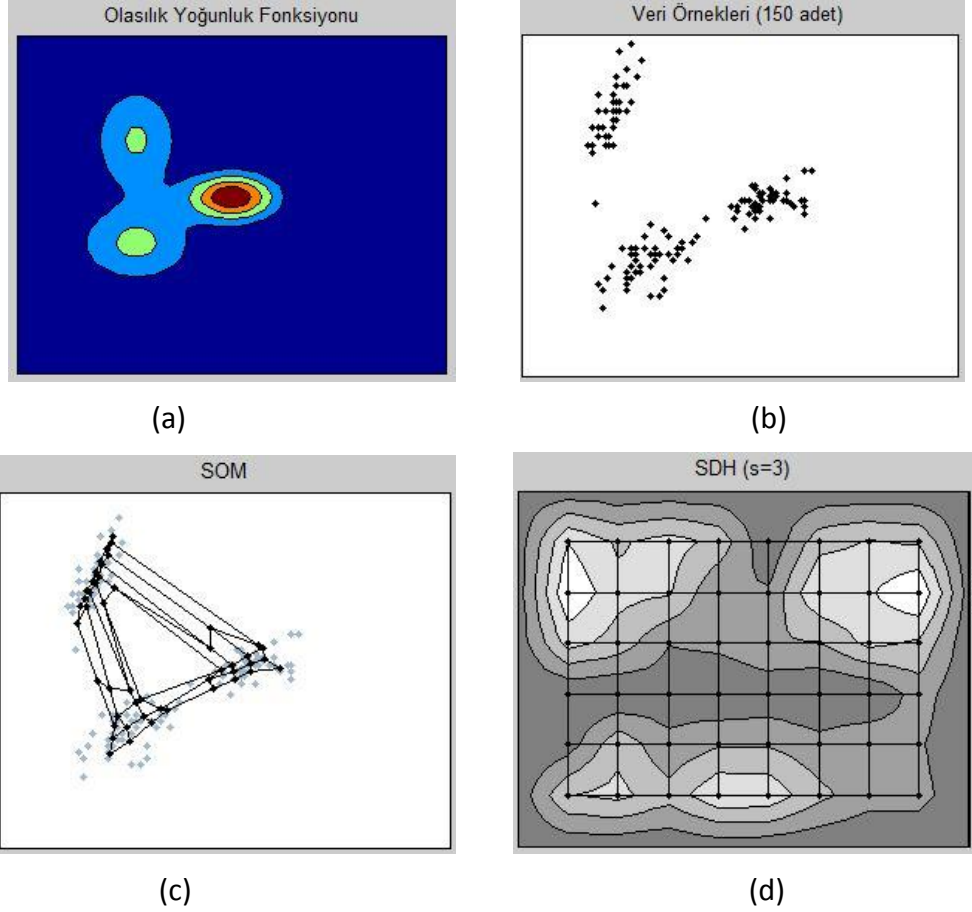 Olasılık Yoğunluk Fonksiyonu
Veri Örnekleri (150 adet)
(a)
(b)
SOM
SDH (s=3)
(c)
(d)